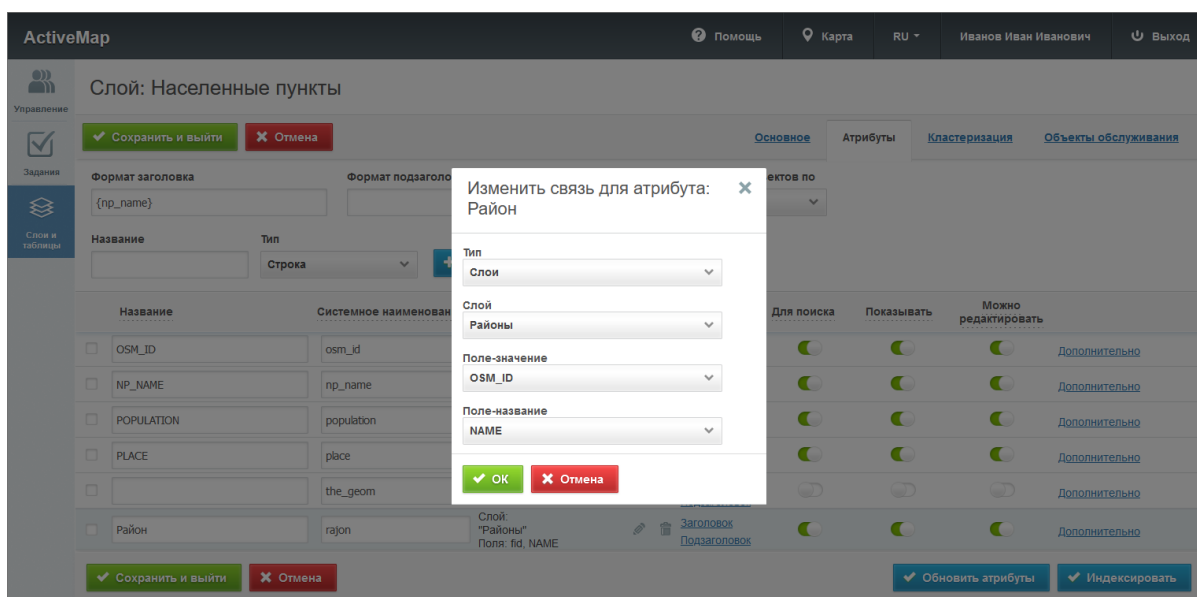 ActiveMap
Помощь
Карта
RU
Иванов Иван Иванович
Выход
Управление
Задания
Слои и
таблицы
Слой: Населенные пункты
Сохранить и выйти
Отмена
Основное
Атрибуты
Кластеризация
Объекты обслуживания
Формат заголовка
Формат подзаголо
ектов по
{np_name}
Название
Тип
Строка
Изменить связь для атрибута:
Район
Тип
Слои
Слой
Районы
Поле-значение
OSM_ID
Поле-название
NAME
ОК
Отмена
Название
Системное наименован
Для поиска
Показывать
Можно
редактировать
OSM_ID
osm_id
Дополнительно
NP_NAME
np_name
Дополнительно
POPULATION
population
Дополнительно
PLACE
place
Дополнительно
the_geom
Дополнительно
Район
rajon
Слой:
"Районы"
Поля: fid, NAME
Заголовок
Подзаголовок
Дополнительно
Сохранить и выйти
Отмена
Обновить атрибуты
Индексировать